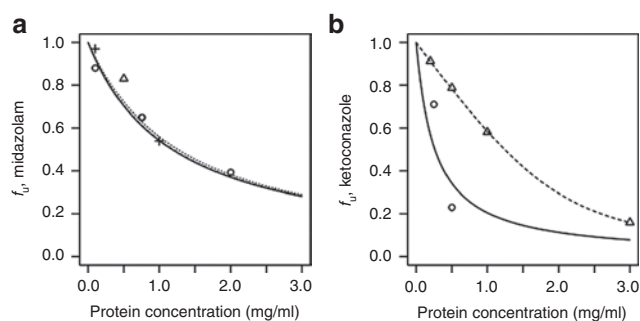 a
b
f_u, midazolam
1.0
0.8
0.6
0.4
0.2
0.0
0.0 1.0 2.0 3.0
Protein concentration (mg/ml)
f_u, ketoconazole
1.0
0.8
0.6
0.4
0.2
0.0
0.0 1.0 2.0 3.0
Protein concentration (mg/ml)